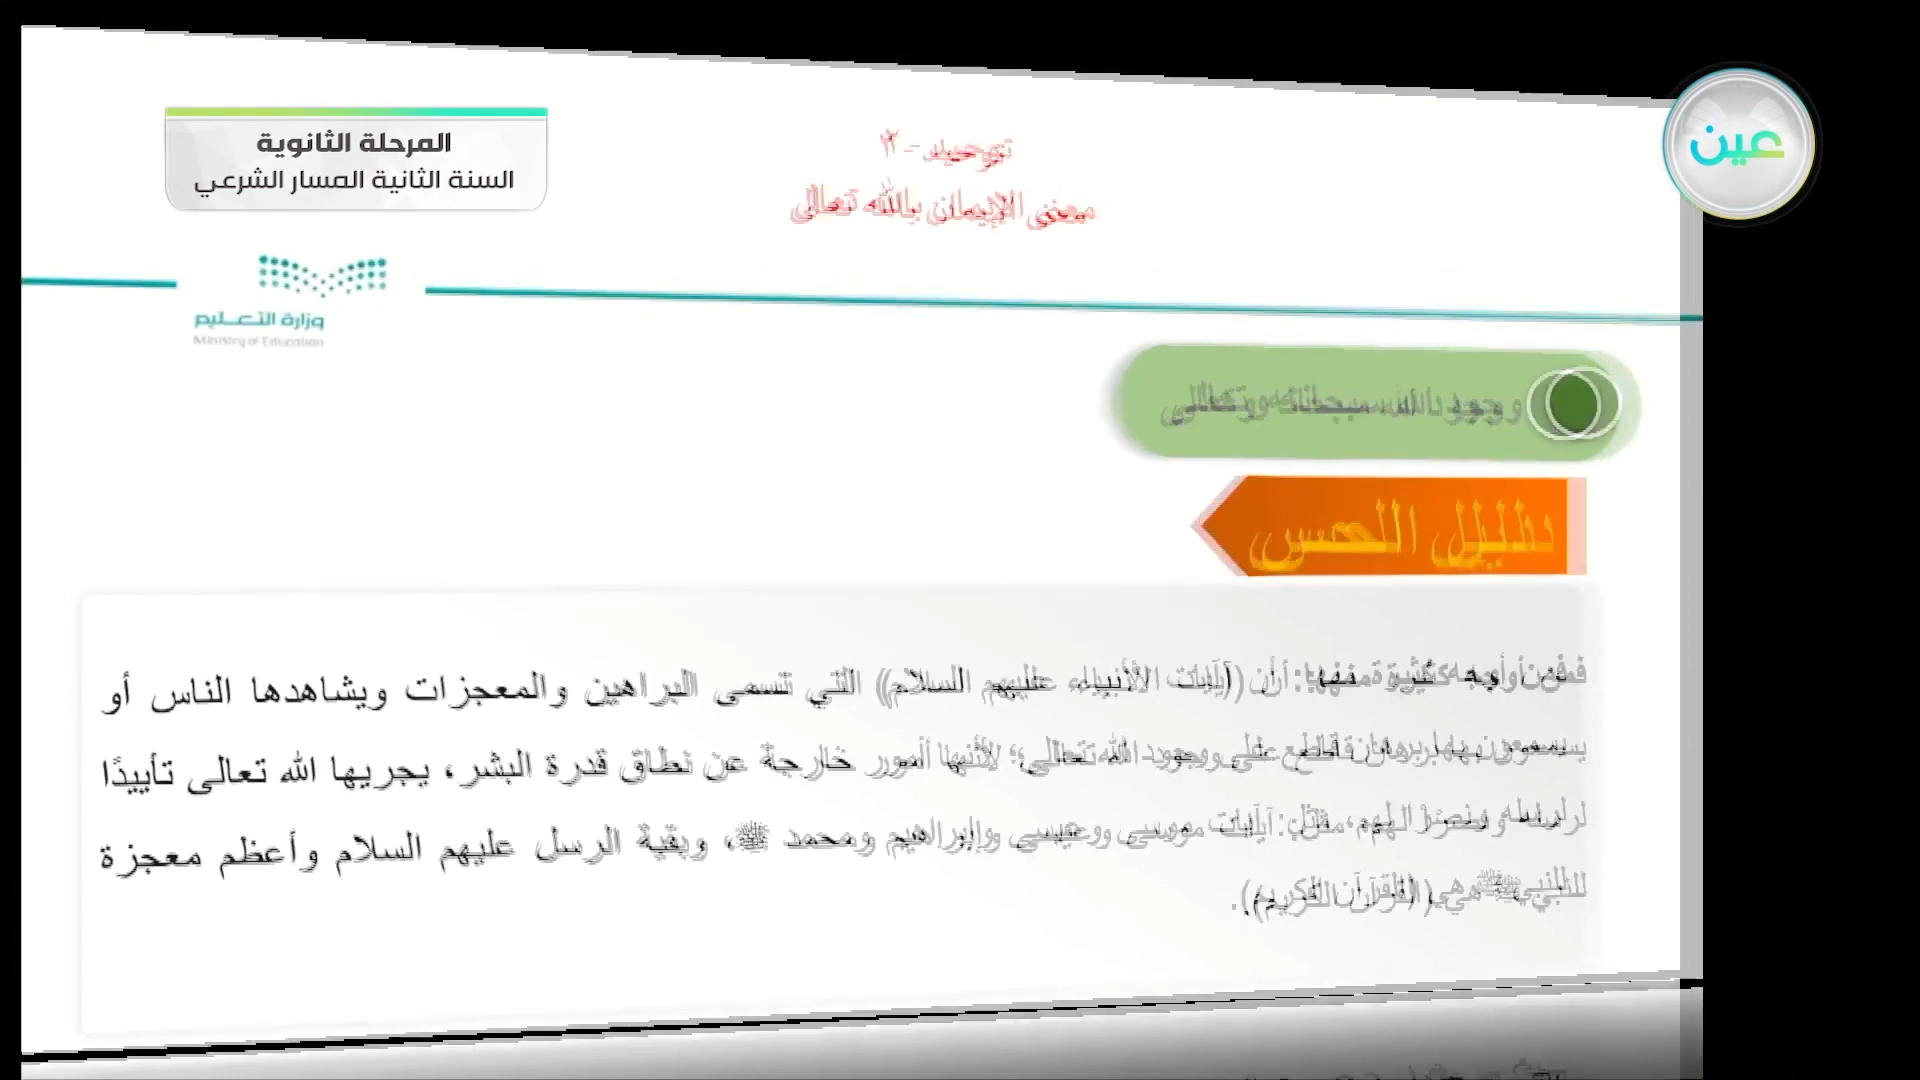 المرحلة الثانوية
السنة الثانية المسار الشرعي
عين
توحيد - ٢
معنى الإيمان بالله تعالى
وزارة التعـــليم
Ministry of Education
وجود الله سبحانه وتعالى
دليل الحس
فمن أوجه كثيرة منها: أن ((آيات الأنبياء عليهم السلام)) التي تسمى البراهين والمعجزات ويشاهدها الناس أو
يسمعون بها برهان قاطع على وجود الله تعالى؛ لأنها أمور خارجة عن نطاق قدرة البشر، يجريها الله تعالى تأييدًا
لرسله ونصرًا لهم، مثل: آيات موسى وعيسى وإبراهيم ومحمد ﷺ، وبقية الرسل عليهم السلام وأعظم معجزة
للنبي ﷺ هي (القرآن الكريم).